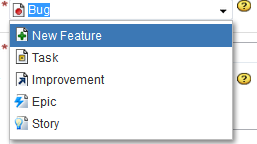 * Bug
New Feature
*
Task
Improvement
Epic
Story